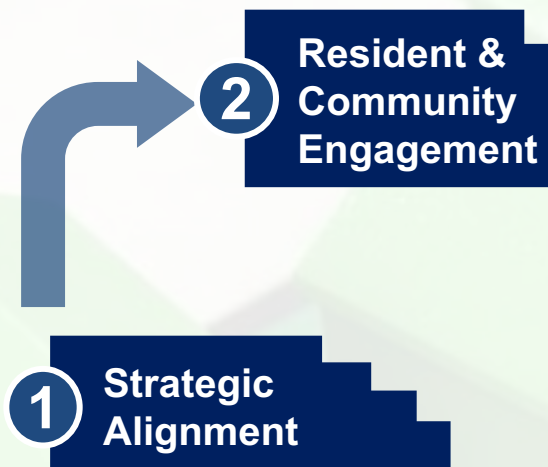 2
Resident &
Community
Engagement
1
Strategic
Alignment